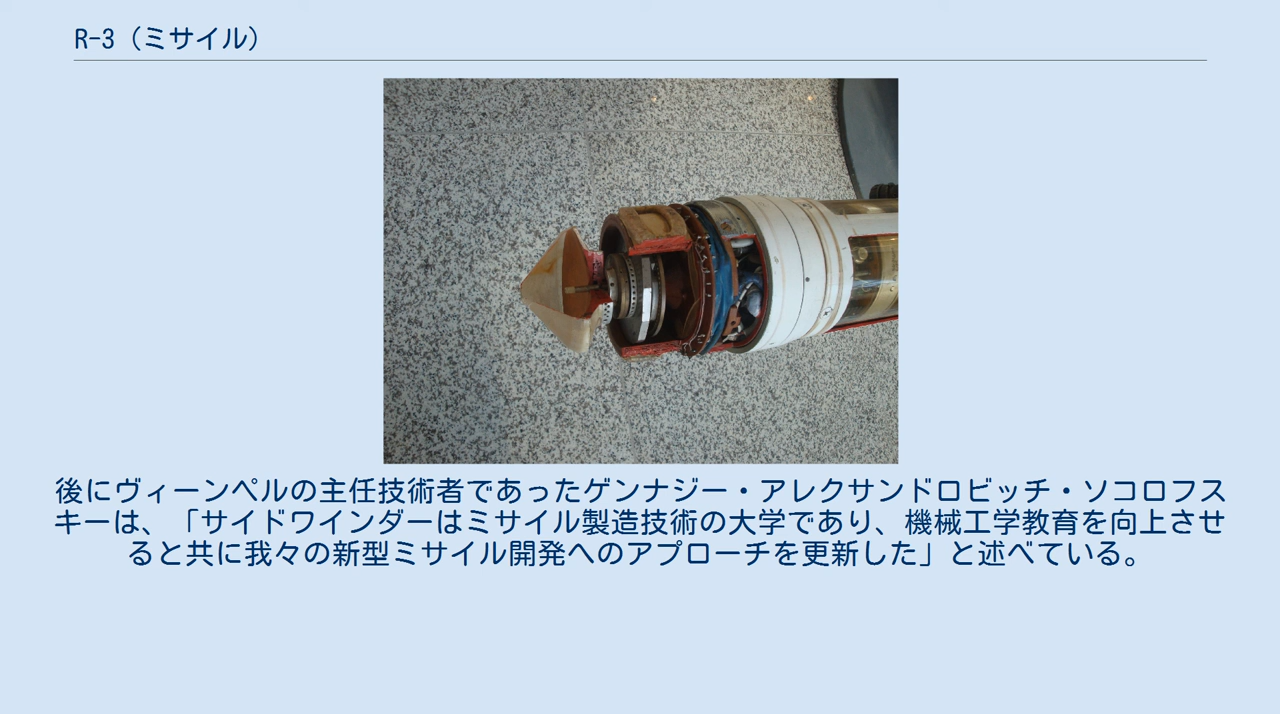 R-3（ミサイル）
後にヴィーンペルの主任技術者であったゲンナジー・アレクサンドロビッチ・ソコロフス
キーは、「サイドワインダーはミサイル製造技術の大学であり、機械工学教育を向上させ
ると共に我々の新型ミサイル開発へのアプローチを更新した」と述べている。